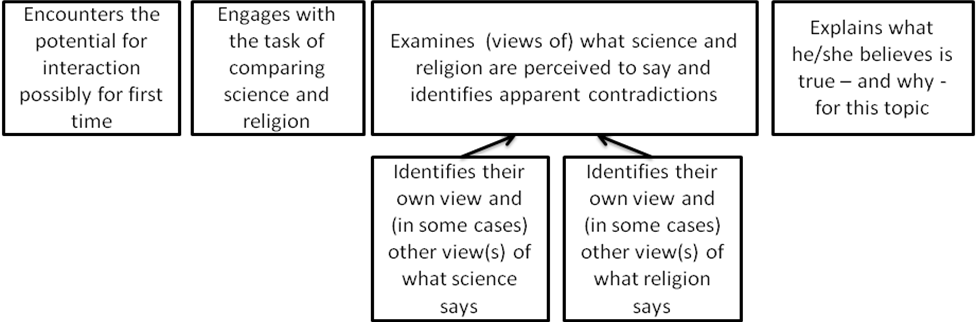 Encounters the
potential for
interaction
possibly for first
time
Engages with
the task of
comparing
science and
religion
Examines (views of) what science and
religion are perceived to say and
identifies apparent contradictions
Explains what
he/she believes is
true – and why -
for this topic
Identifies their
own view and
(in some cases)
other view(s) of
what science
says
Identifies their
own view and
(in some cases)
other view(s) of
what religion
says